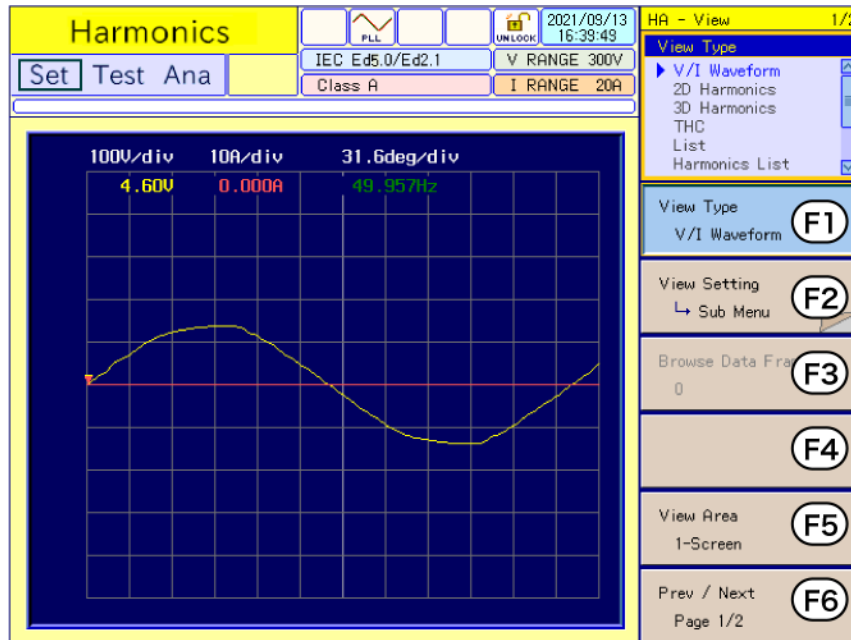 Harmonics
Set Test Ana
PLL
UNLOCK
2021/09/13
16:39:49
IEC Ed5.0/Ed2.1
V RANGE 300V
Class A
I RANGE 20A
100V/div 10A/div 31.6deg/div
4.60V 0.000A 49.957Hz
HA - View 1/2
View Type
V/I Waveform
2D Harmonics
3D Harmonics
THC
List
Harmonics List
View Type
V/I Waveform
F1
View Setting
Sub Menu
F2
Browse Data Fra
0
F3
F4
View Area
1-Screen
F5
Prev / Next
Page 1/2
F6